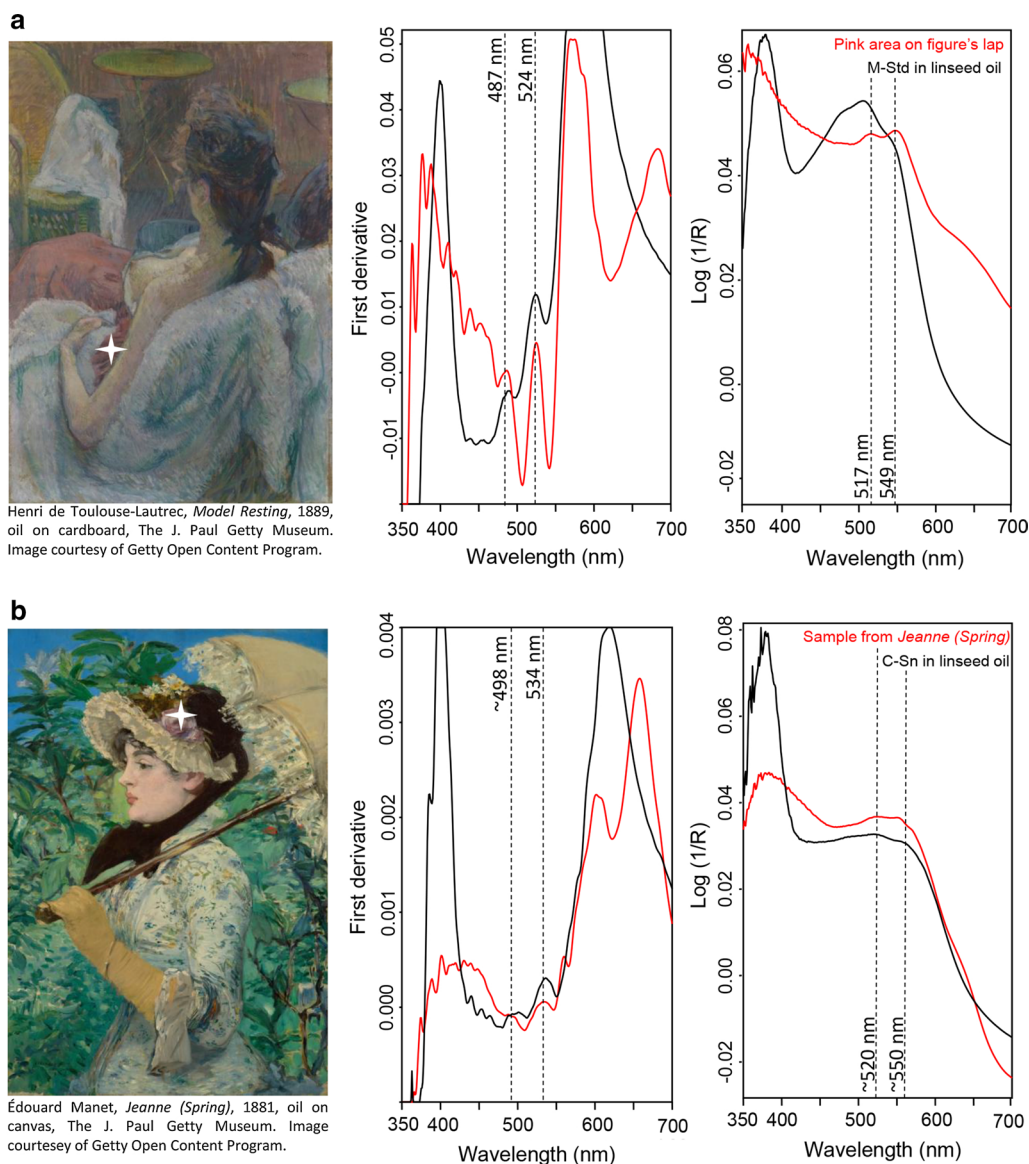 a
487 nm
524 nm
0.05
0.04
0.03
0.02
0.01
-0.00
-0.01
First derivative
350 400 500 600 700
Wavelength (nm)
Pink area on figure's lap
M-Std in linseed oil
0.06
0.04
0.02
0.00
-0.02
Log (1/R)
517 nm
549 nm
350 400 500 600 700
Wavelength (nm)
Henri de Toulouse-Lautrec, Model Resting, 1889,
oil on cardboard, The J. Paul Getty Museum.
Image courtesy of Getty Open Content Program.
b
~498 nm
534 nm
0.004
0.003
0.002
0.001
0.000
First derivative
350 400 500 600 700
Wavelength (nm)
Sample from Jeanne (Spring)
C-Sn in linseed oil
0.08
0.06
0.04
0.02
0.00
-0.02
Log (1/R)
~520 nm
~550 nm
350 400 500 600 700
Wavelength (nm)
Édouard Manet, Jeanne (Spring), 1881, oil on
canvas, The J. Paul Getty Museum. Image
courtesey of Getty Open Content Program.